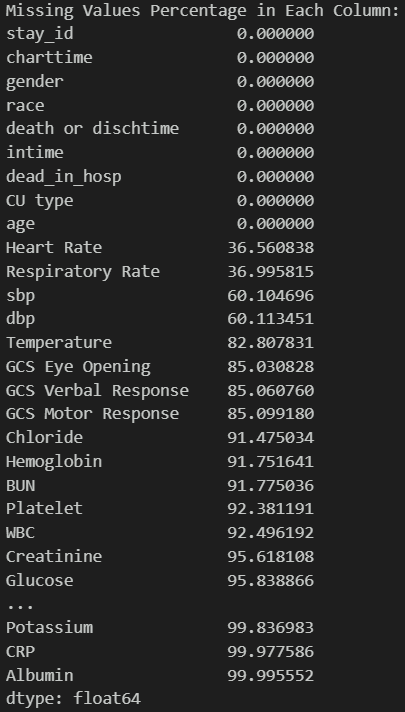 Missing Values Percentage in Each Column:
stay_id 0.000000
charttime 0.000000
gender 0.000000
race 0.000000
death or dischtime 0.000000
intime 0.000000
dead_in_hosp 0.000000
CU type 0.000000
age 0.000000
Heart Rate 36.560838
Respiratory Rate 36.995815
sbp 60.104696
dbp 60.113451
Temperature 82.807831
GCS Eye Opening 85.030828
GCS Verbal Response 85.060760
GCS Motor Response 85.099180
Chloride 91.475034
Hemoglobin 91.751641
BUN 91.775036
Platelet 92.381191
WBC 92.496192
Creatinine 95.618108
Glucose 95.838866
...
Potassium 99.836983
CRP 99.977586
Albumin 99.995552
dtype: float64